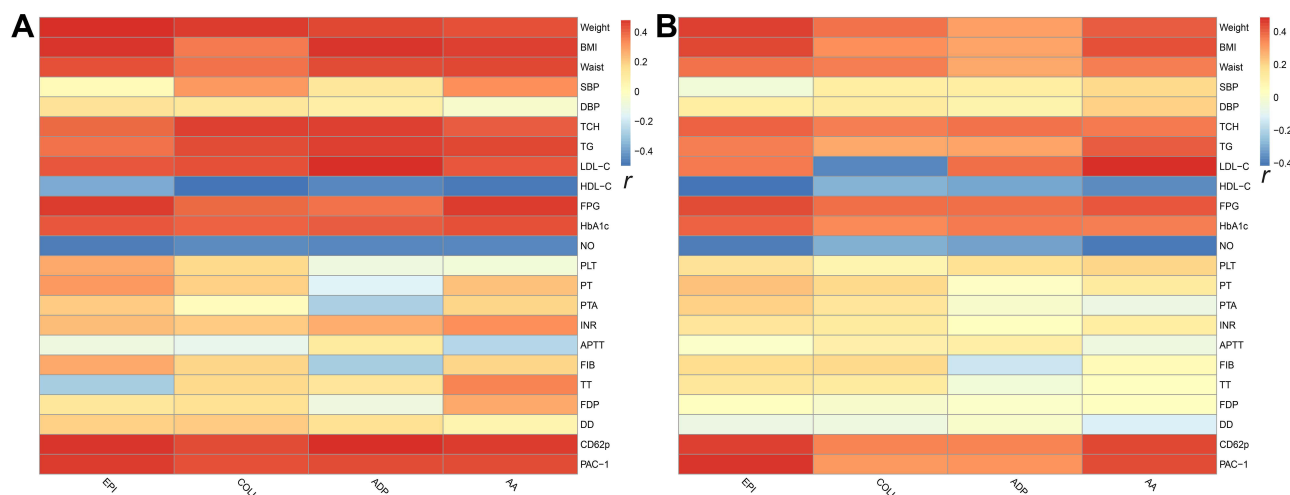 A
Weight
BMI
Waist
SBP
DBP
TCH
TG
LDL−C
HDL−C
FPG
HbA1c
NO
PLT
PT
PTA
INR
APTT
FIB
TT
FDP
DD
CD62p
PAC−1
EPI
ADP
AA
0.4
0.2
0
−0.2
−0.4
r
B
Weight
BMI
Waist
SBP
DBP
TCH
TG
LDL−C
HDL−C
FPG
HbA1c
NO
PLT
PT
PTA
INR
APTT
FIB
TT
FDP
DD
CD62p
PAC−1
EPI
ADP
AA
0.4
0.2
0
−0.2
−0.4
r